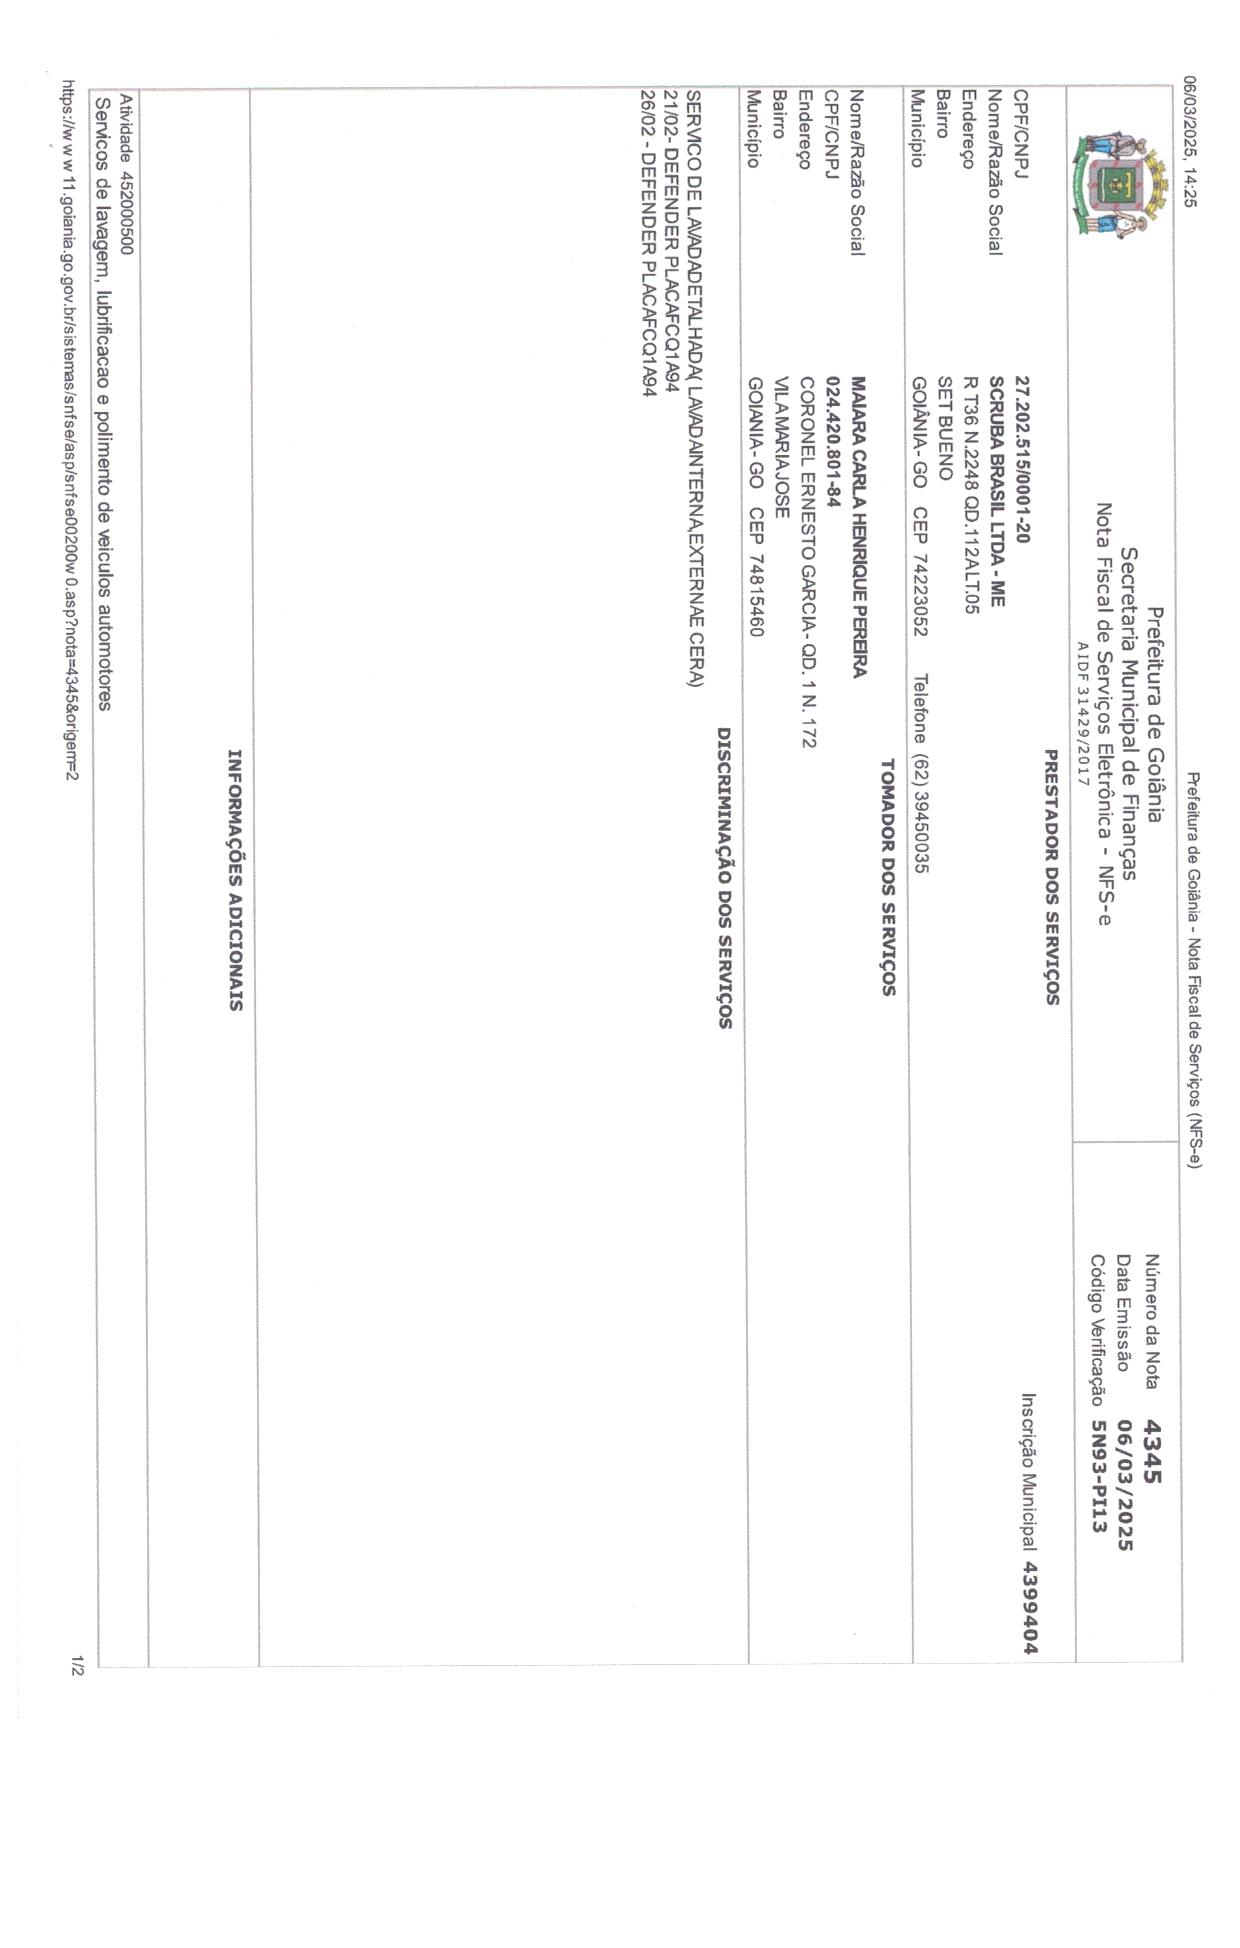 06/03/2025, 14:25
Prefeitura de Goiânia - Nota Fiscal de Serviços (NFS-e)
Prefeitura de Goiânia
Secretaria Municipal de Finanças
Nota Fiscal de Serviços Eletrônica - NFS-e
AIDF 31429/2017
Número da Nota 4345
Data Emissão 06/03/2025
Código Verificação 5N93-PI13
PRESTADOR DOS SERVIÇOS
CPF/CNPJ 27.202.515/0001-20 Inscrição Municipal 4399404
Nome/Razão Social SCRUBA BRASIL LTDA - ME
Endereço R T36 N.2248 QD.112ALT.05
Bairro SET BUENO
Município GOIÂNIA- GO CEP 74223052 Telefone (62) 39450035
TOMADOR DOS SERVIÇOS
Nome/Razão Social MAIARA CARLA HENRIQUE PEREIRA
CPF/CNPJ 024.420.801-84
Endereço CORONEL ERNESTO GARCIA- QD. 1 N. 172
Bairro VILA MARIA JOSE
Município GOIANIA- GO CEP 74815460
DISCRIMINAÇÃO DOS SERVIÇOS
SERVICO DE LAVADADETALHADA( LAVADAINTERNA,EXTERNAE CERA)
21/02- DEFENDER PLACAFCQ1A94
26/02 - DEFENDER PLACAFCQ1A94
INFORMAÇÕES ADICIONAIS
Atividade 452000500
Servicos de lavagem, lubrificacao e polimento de veiculos automotores
https://www11.goiania.go.gov.br/sistemas/snfse/asp/snfse00200w0.asp?nota=4345&origem=2
1/2